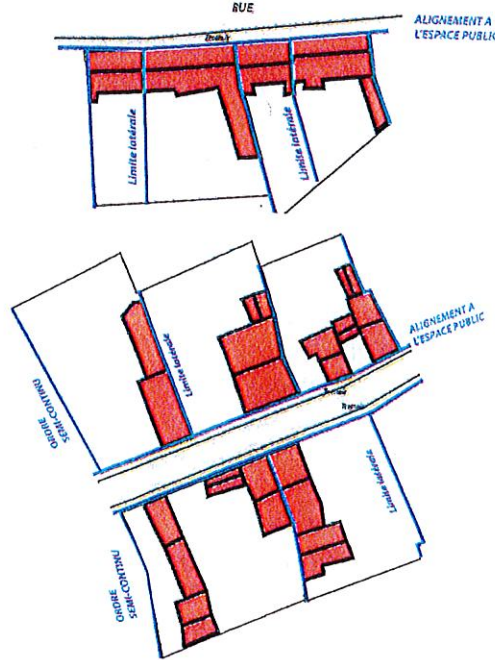 RUE
ALIGNEMENT A
L'ESPACE PUBLIC
Limite latérale
Limite latérale
ALIGNEMENT A
L'ESPACE PUBLIC
Limite latérale
ORDRE
SEMI-CONTINU
Limite latérale
ORDRE
SEMI-CONTINU